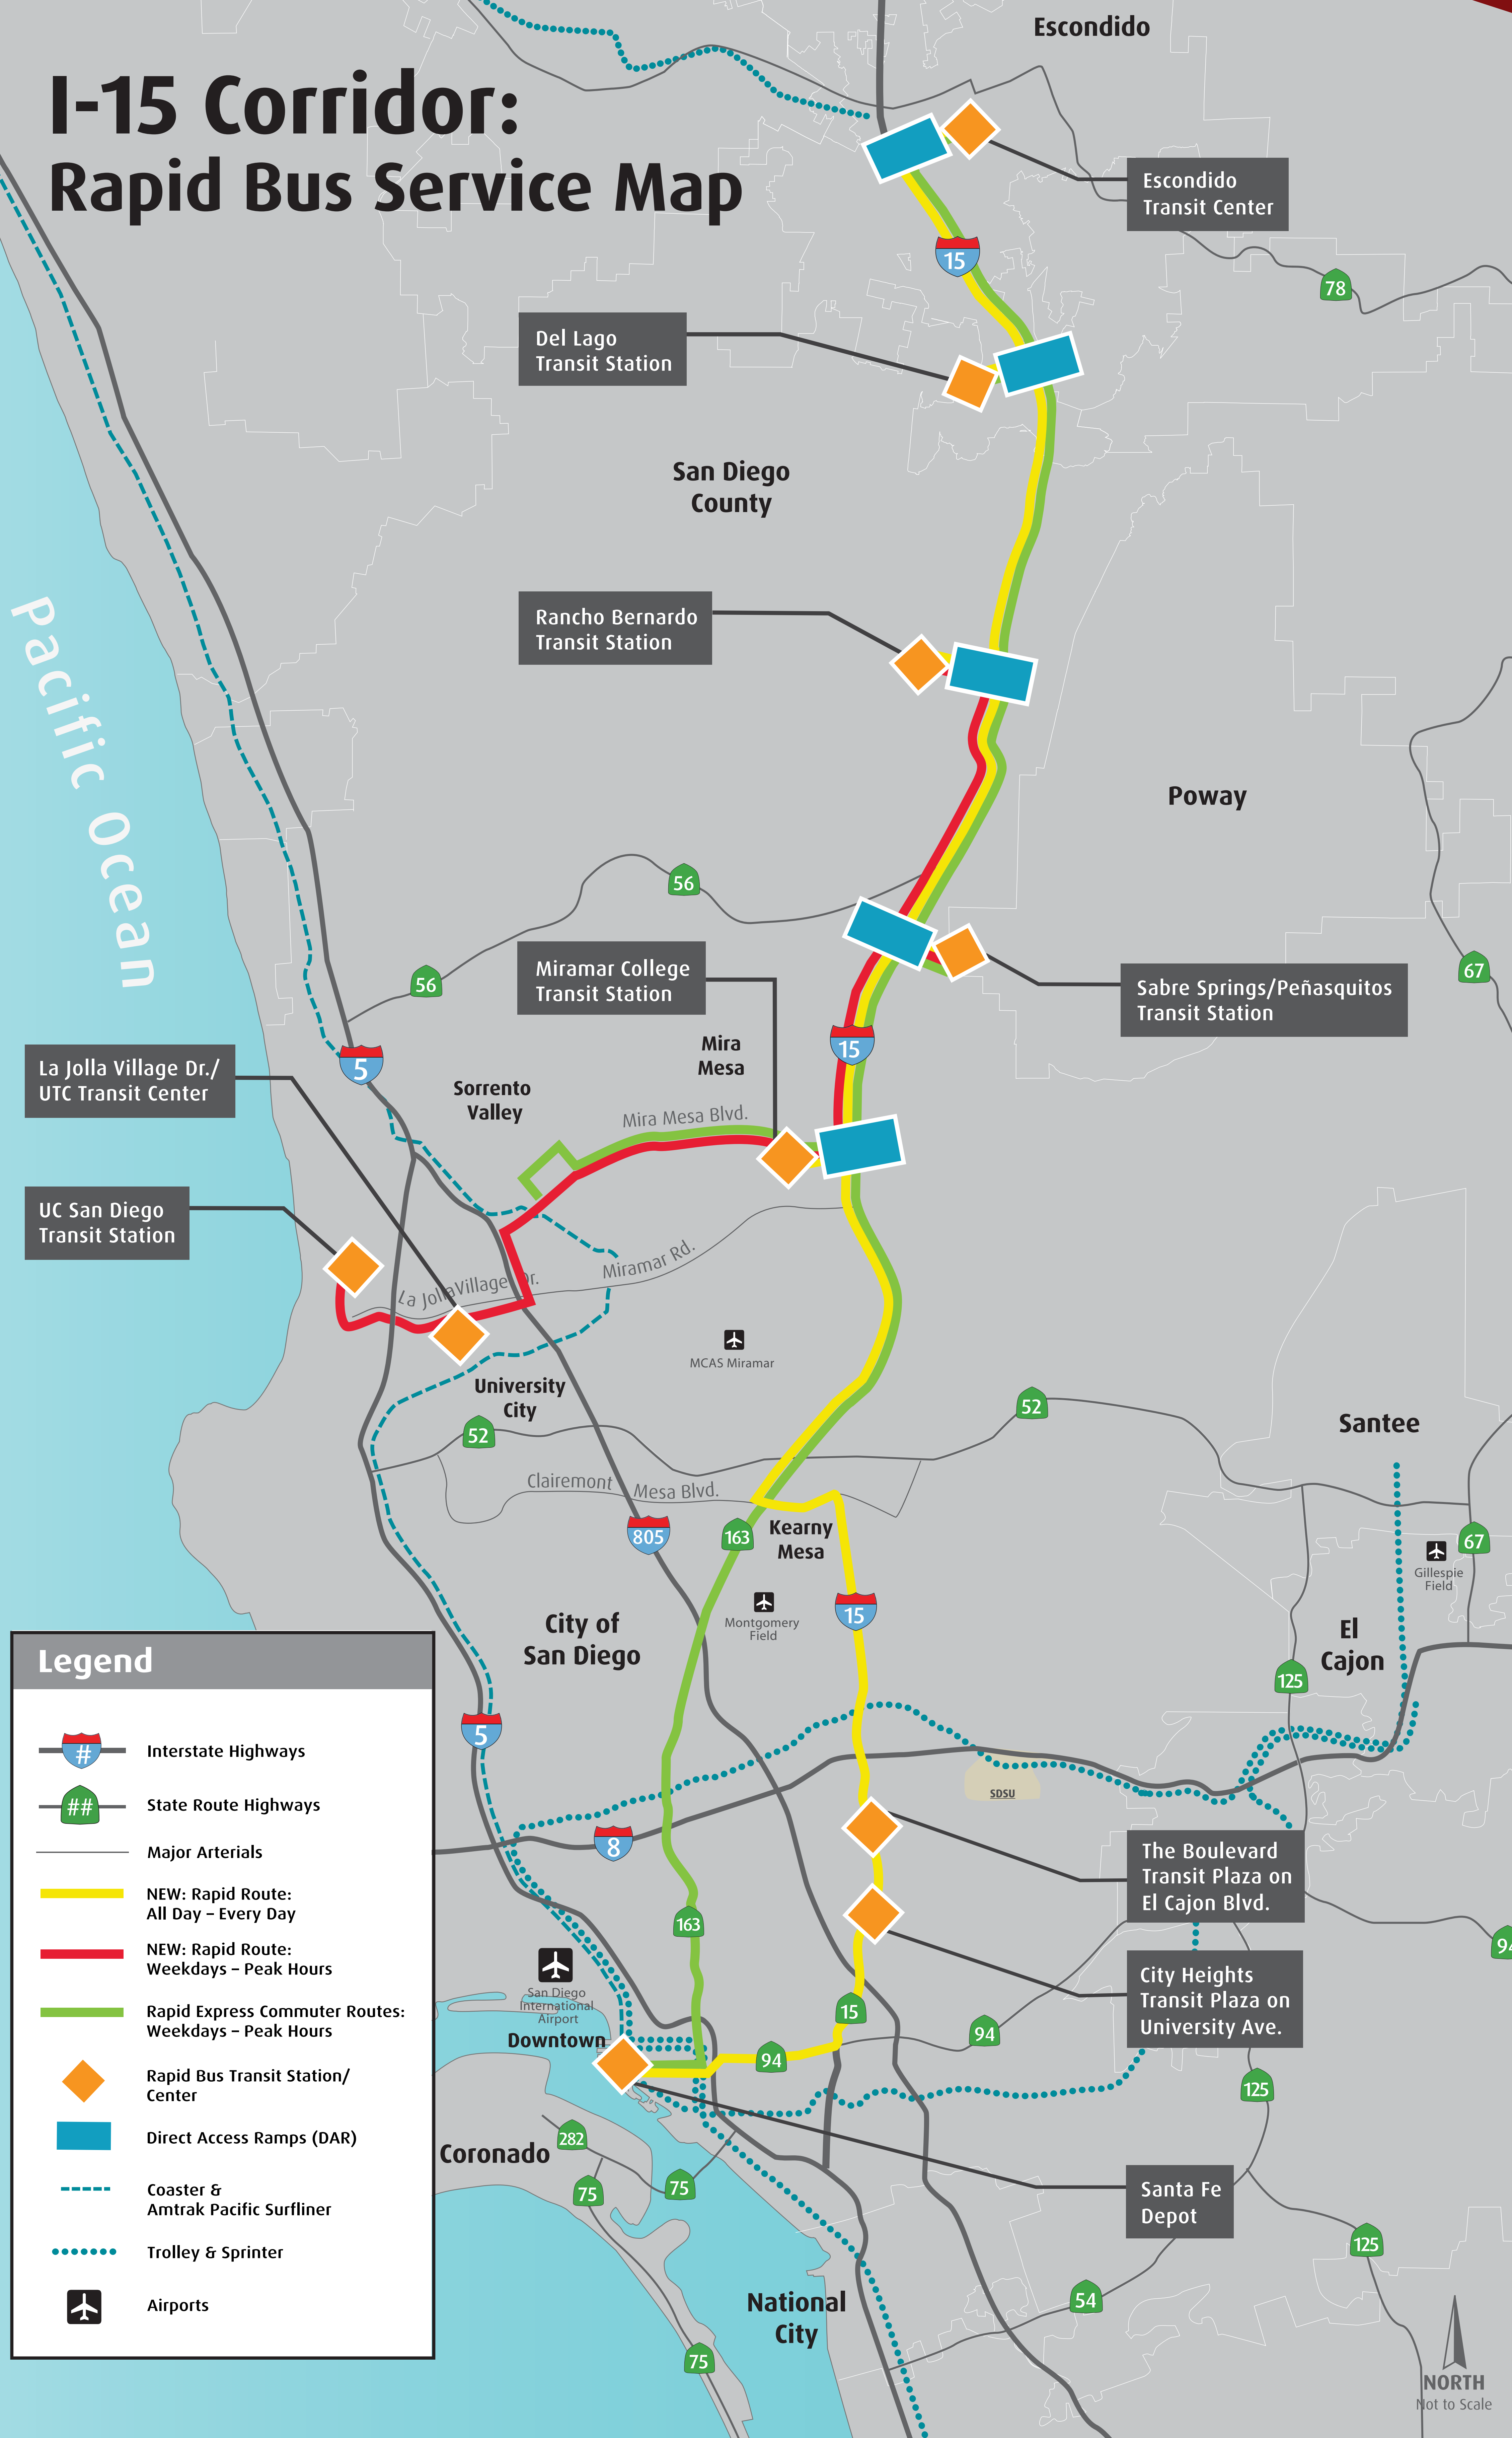 I-15 Corridor:
Rapid Bus Service Map
Escondido
Escondido
Transit Center
15
78
Del Lago
Transit Station
San Diego
County
Rancho Bernardo
Transit Station
Pacific Ocean
Poway
56
56
67
Miramar College
Transit Station
Sabre Springs/Peñasquitos
Transit Station
15
Mira
Mesa
La Jolla Village Dr./
UTC Transit Center
5
Sorrento
Valley
Mira Mesa Blvd.
UC San Diego
Transit Station
La Jolla Village Dr.
Miramar Rd.
MCAS Miramar
University
City
52
52
Santee
Clairemont Mesa Blvd.
805
163
Kearny
Mesa
67
Gillespie
Field
15
Montgomery
Field
City of
San Diego
El
Cajon
125
5
SDSU
8
The Boulevard
Transit Plaza on
El Cajon Blvd.
163
94
City Heights
Transit Plaza on
University Ave.
San Diego
International
Airport
Downtown
15
94
94
125
282
Coronado
75
75
Santa Fe
Depot
125
54
National
City
75
NORTH
Not to Scale
Legend
#
Interstate Highways
##
State Route Highways
Major Arterials
NEW: Rapid Route:
All Day – Every Day
NEW: Rapid Route:
Weekdays – Peak Hours
Rapid Express Commuter Routes:
Weekdays – Peak Hours
Rapid Bus Transit Station/
Center
Direct Access Ramps (DAR)
Coaster &
Amtrak Pacific Surfliner
Trolley & Sprinter
Airports